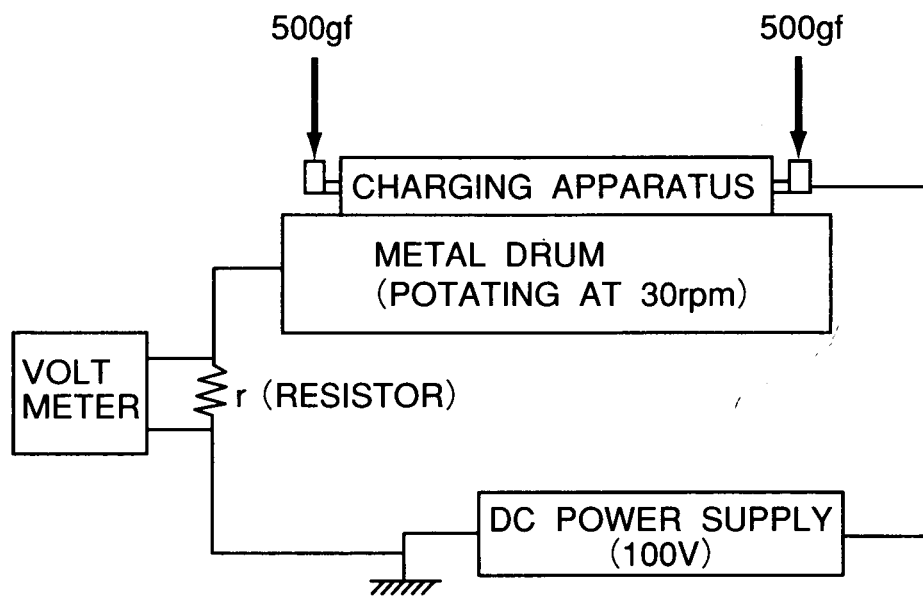 500gf
500gf
CHARGING APPARATUS
METAL DRUM
(POTATING AT 30rpm)
VOLT
METER
r (RESISTOR)
DC POWER SUPPLY
(100V)